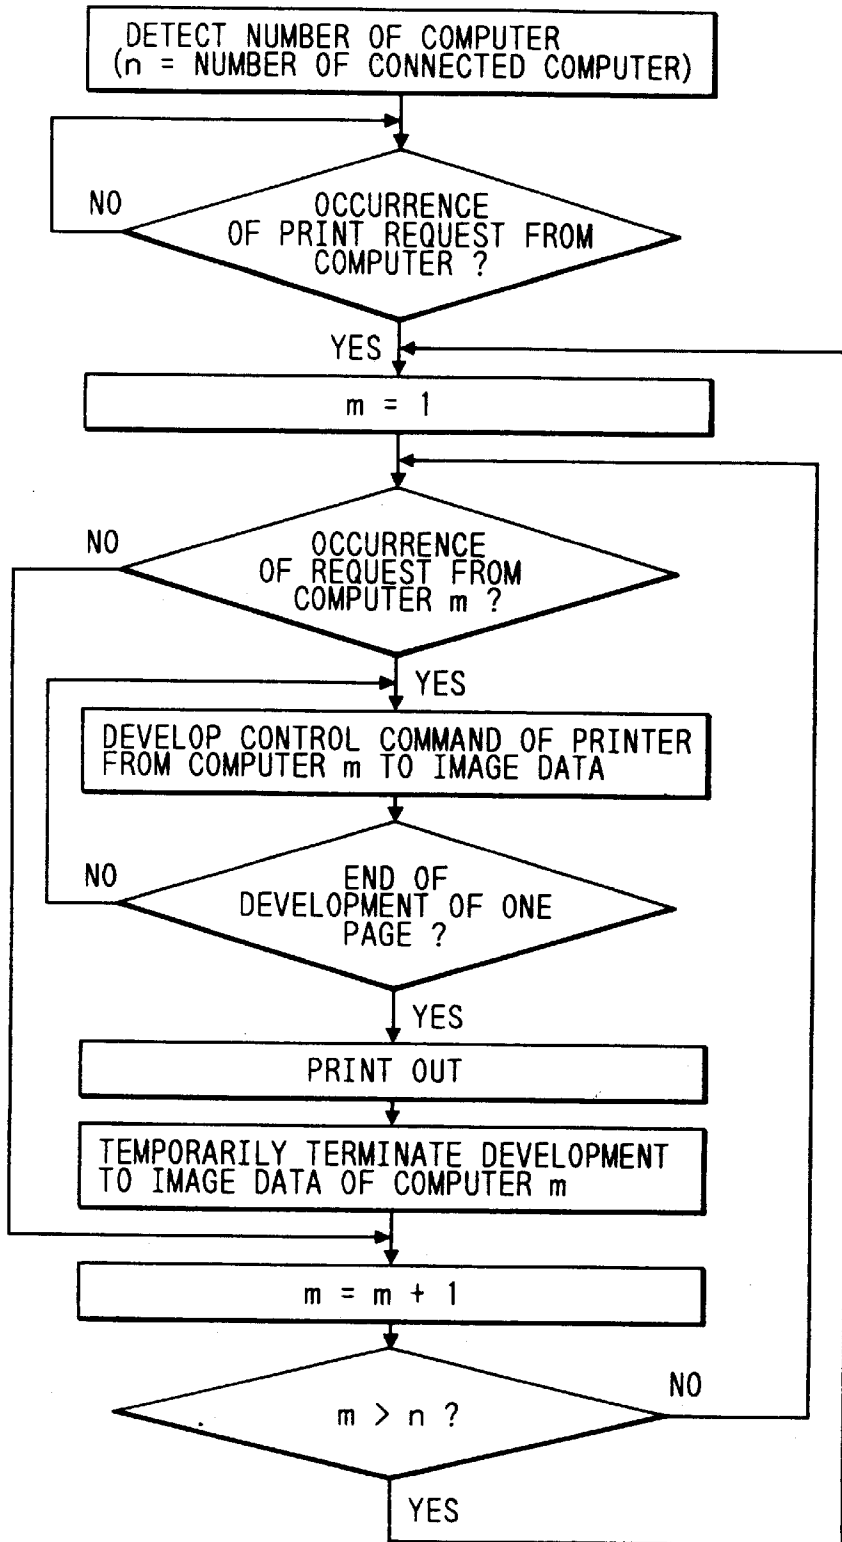 DETECT NUMBER OF COMPUTER
(n = NUMBER OF CONNECTED COMPUTER)
NO
OCCURRENCE
OF PRINT REQUEST FROM
COMPUTER ?
YES
m = 1
NO
OCCURRENCE
OF REQUEST FROM
COMPUTER m ?
YES
DEVELOP CONTROL COMMAND OF PRINTER
FROM COMPUTER m TO IMAGE DATA
NO
END OF
DEVELOPMENT OF ONE
PAGE ?
YES
PRINT OUT
TEMPORARILY TERMINATE DEVELOPMENT
TO IMAGE DATA OF COMPUTER m
m = m + 1
m > n ?
NO
YES